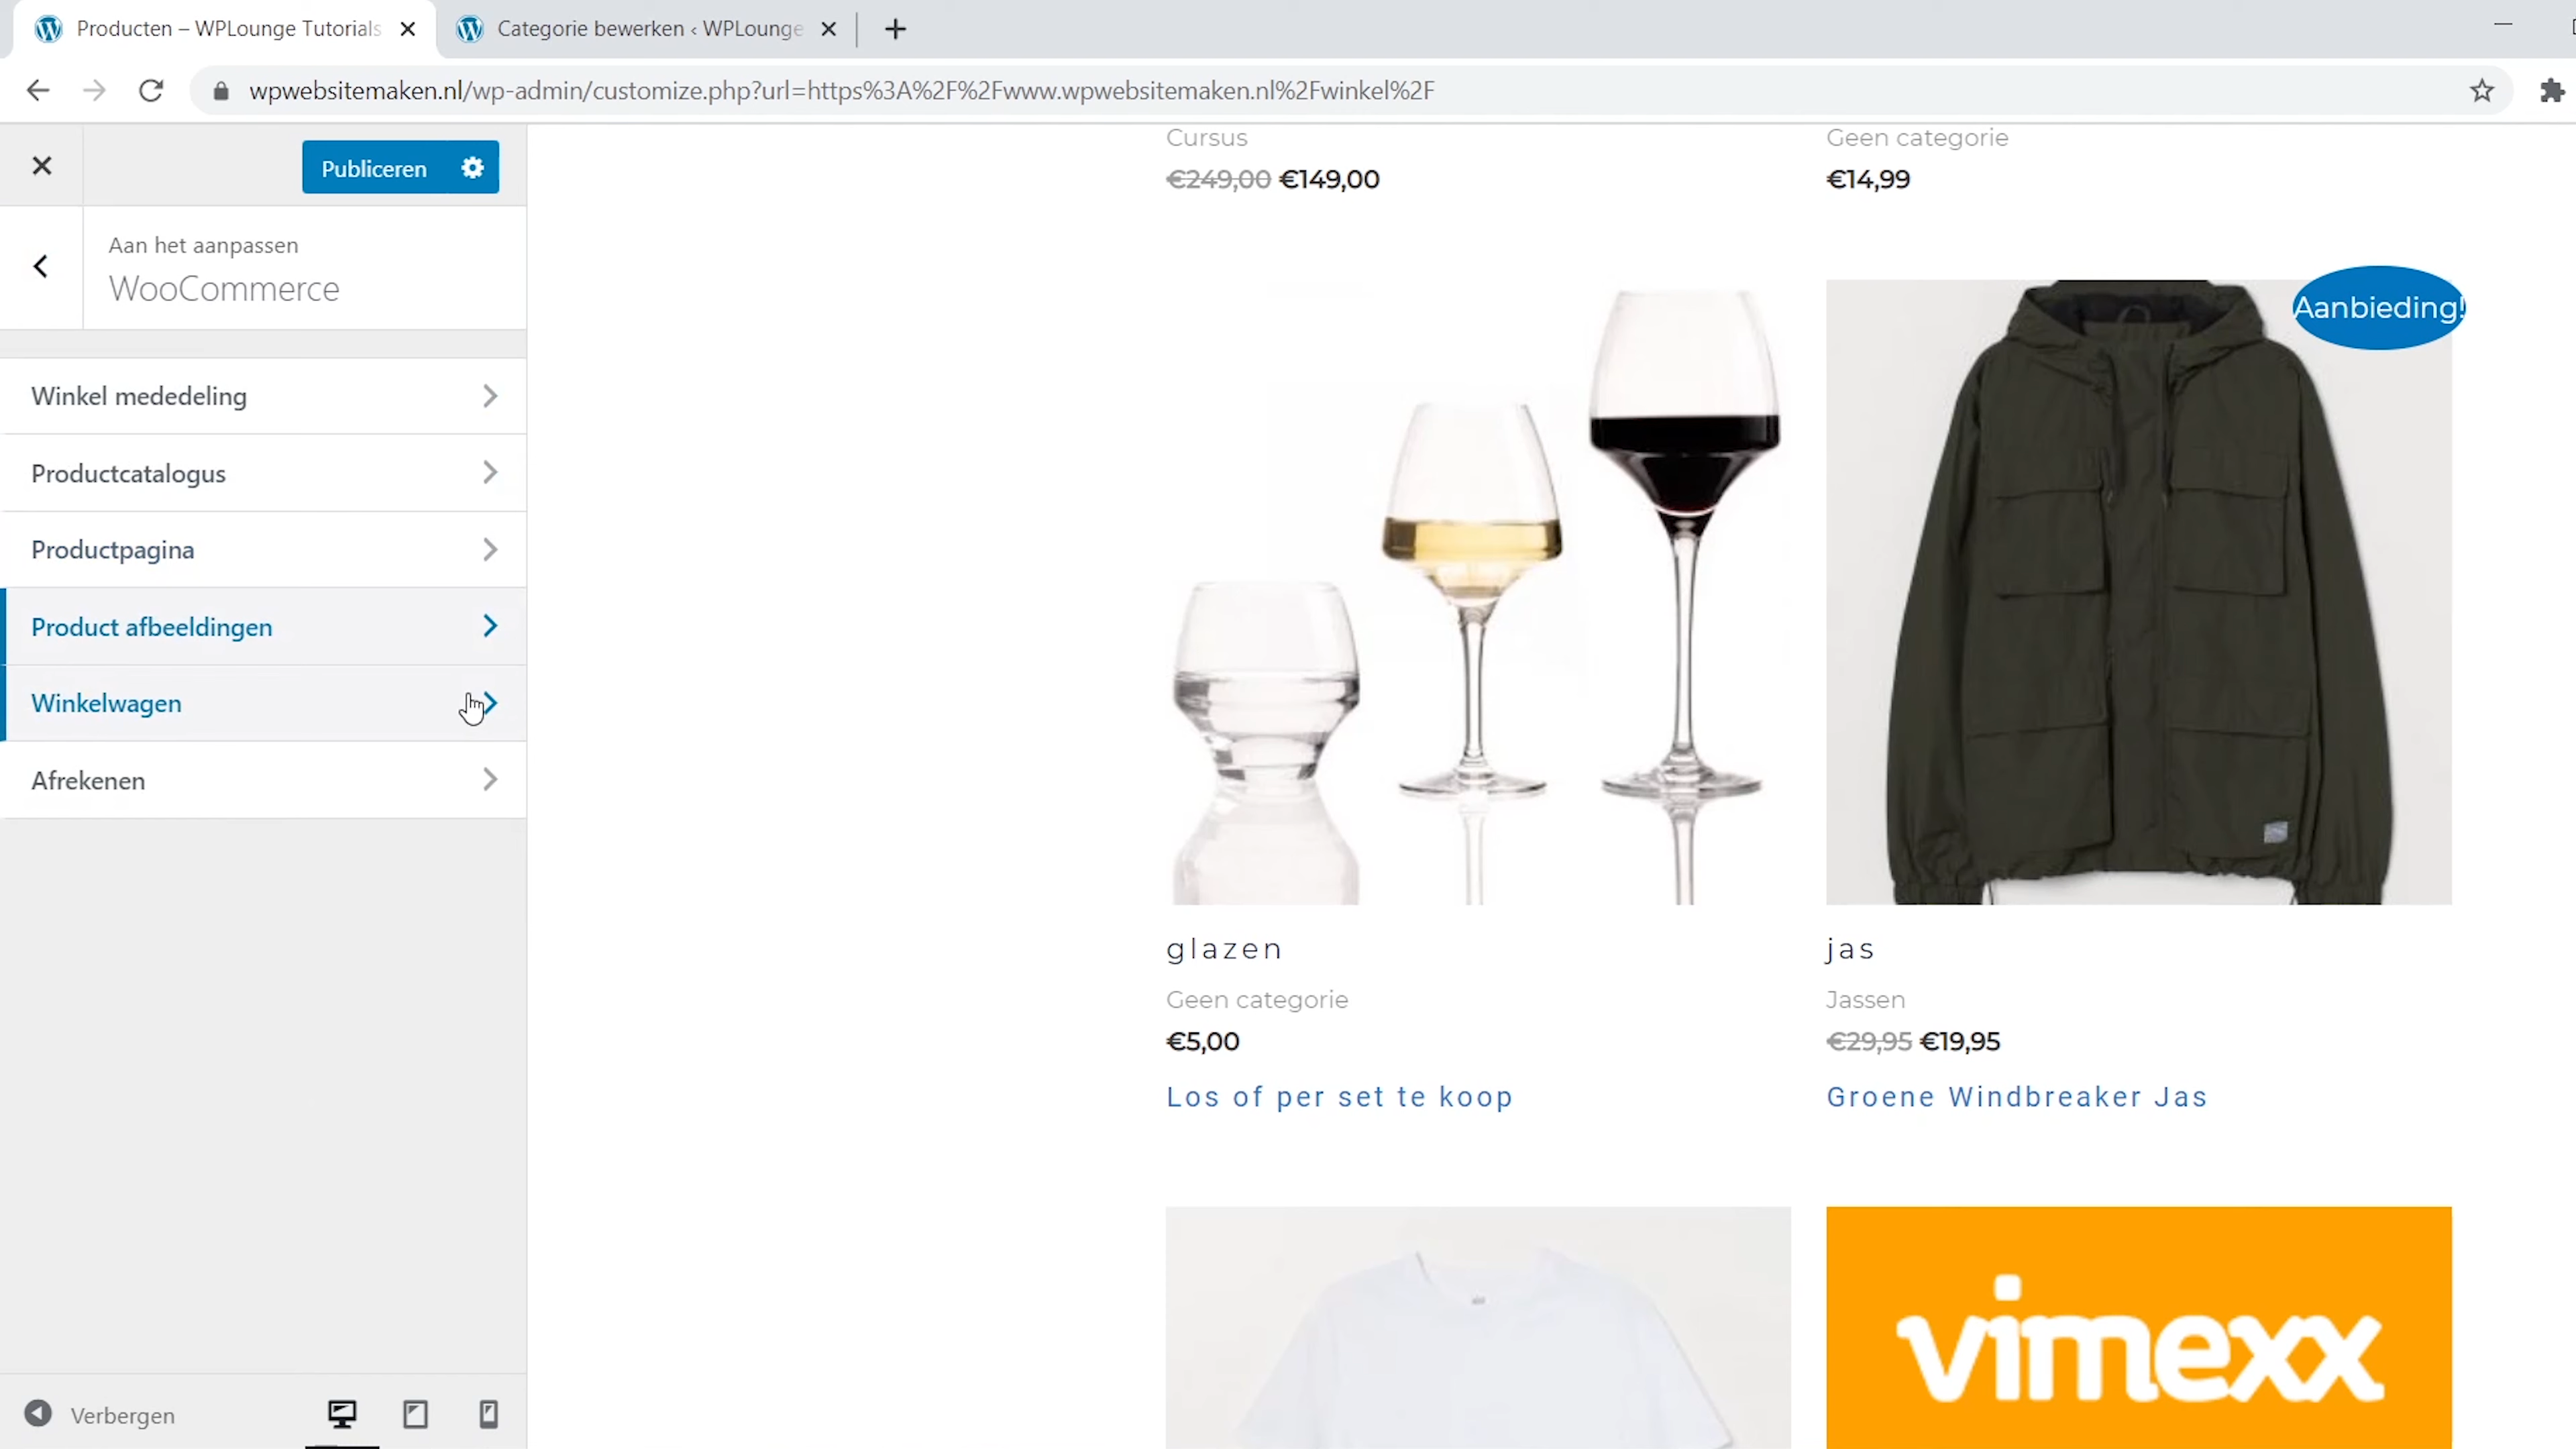 Producten – WPLounge Tutorials
Categorie bewerken ‹ WPLounge
wpwebsitemaken.nl/wp-admin/customize.php?url=https%3A%2F%2Fwww.wpwebsitemaken.nl%2Fwinkel%2F
Publiceren
Aan het aanpassen
WooCommerce
Winkel mededeling
Productcatalogus
Productpagina
Product afbeeldingen
Winkelwagen
Afrekenen
Verbergen
Cursus
€249,00 €149,00
Geen categorie
€14,99
glazen
Geen categorie
€5,00
Los of per set te koop
Aanbieding!
jas
Jassen
€29,95 €19,95
Groene Windbreaker Jas
vimexx